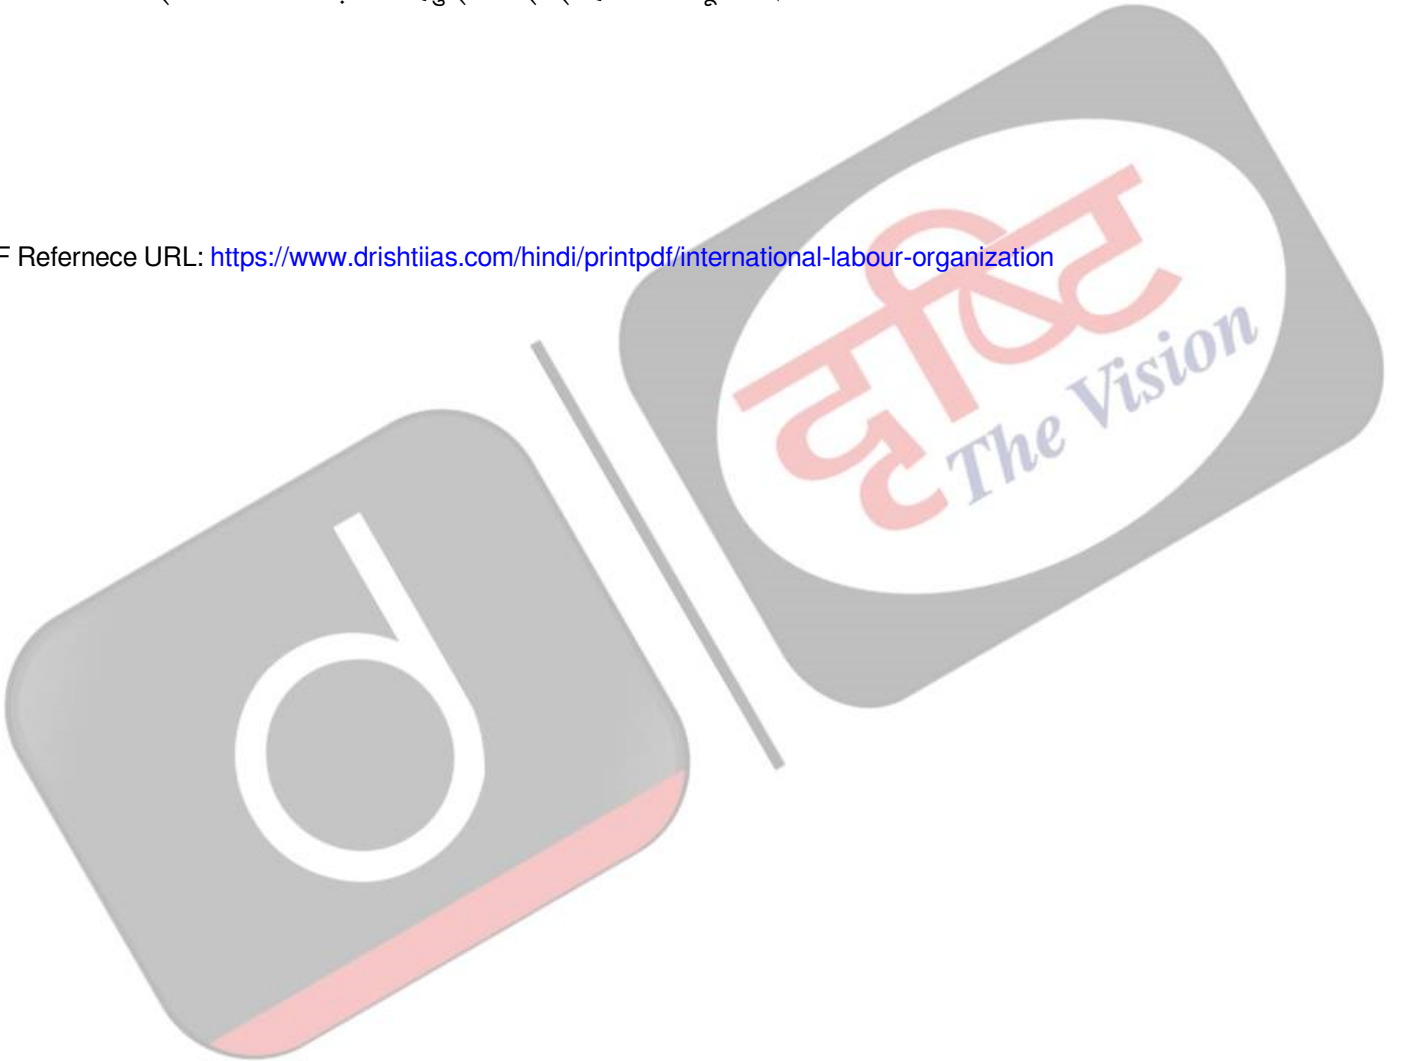 F Refernece URL: https://www.drishtiias.com/hindi/printpdf/international-labour-organization
दृष्टि
The Vision
d